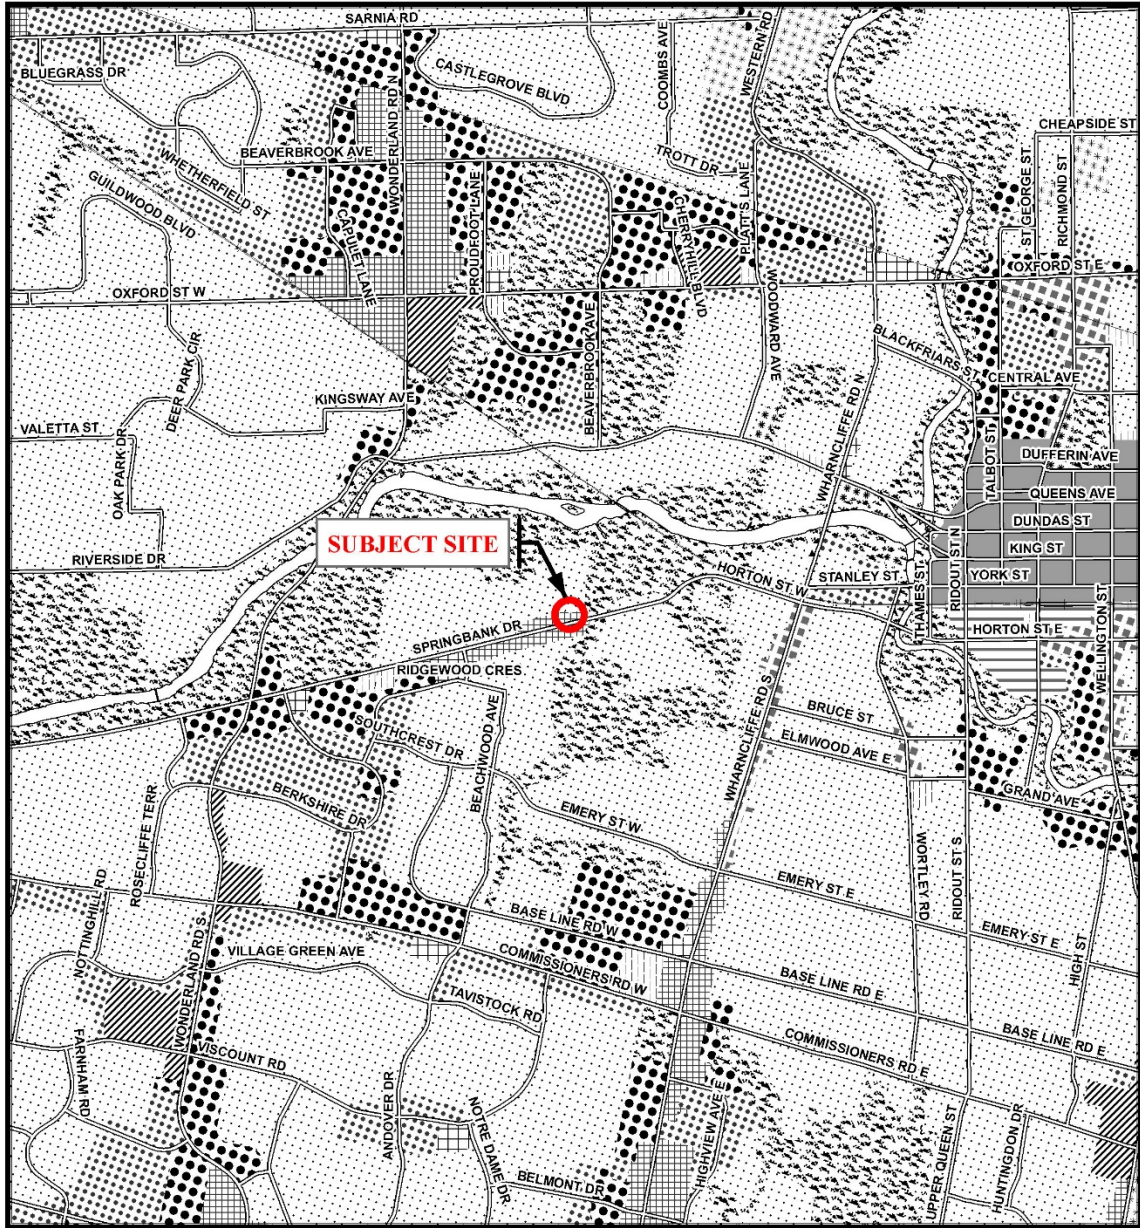 SARNIA RD
BLUEGRASS DR
WONDERLAND RD N
CASTLEGROVE BLVD
COOMBS AVE
WESTERN RD
CHEAPSIDE ST
BEAVERBROOK AVE
WHETHERFIELD ST
GUILDWOOD BLVD
CAPULET LANE
PROUDFOOT LANE
TROTT DR
PLATT'S LANE
CHERRYHILL BLVD
ST GEORGE ST
RICHMOND ST
OXFORD ST W
OXFORD ST E
WOODWARD AVE
BEAVERBROOK AVE
BLACKFRIARS ST
DEER PARK CIR
KINGSWAY AVE
CENTRAL AVE
VALETTA ST
OAK PARK DR
WHARNCLIFFE RD N
TALBOT ST
DUFFERIN AVE
QUEENS AVE
DUNDAS ST
RIVERSIDE DR
SUBJECT SITE
KING ST
HORTON ST W
STANLEY ST
THAMES ST
RIDOUT ST N
YORK ST
SPRINGBANK DR
HORTON ST E
WELLINGTON ST
RIDGEWOOD CRES
SOUTHCREST DR
BEACHWOOD AVE
WHARNCLIFFE RD S
BRUCE ST
ELMWOOD AVE E
BERKSHIRE DR
ROSECLIFFE TERR.
EMERY ST W
GRAND AVE
WORTLEY RD
RIDOUT ST S
NOTTINGHILL RD
EMERY ST E
BASE LINE RD W
EMERY ST E
HIGH ST
WONDERLAND RD S
VILLAGE GREEN AVE
COMMISSIONERS RD W
BASE LINE RD E
TAVISTOCK RD
BASE LINE RD E
FARNHAM RD
VISCOUNT RD
COMMISSIONERS RD E
ANDOVER DR
NOTRE DAME DR
HIGHVIEW AVE E
UPPER QUEEN ST
HUNTINGDON DR
BELMONT DR